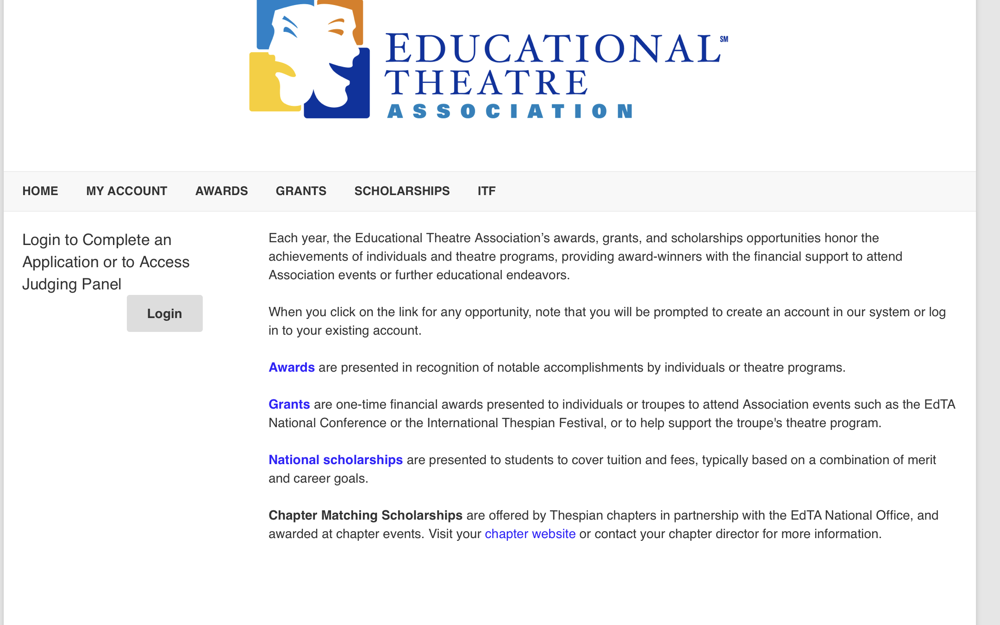 EDUCATIONAL℠
THEATRE
ASSOCIATION
HOME MY ACCOUNT AWARDS GRANTS SCHOLARSHIPS ITF
Login to Complete an
Application or to Access
Judging Panel
Login
Each year, the Educational Theatre Association’s awards, grants, and scholarships opportunities honor the
achievements of individuals and theatre programs, providing award-winners with the financial support to attend
Association events or further educational endeavors.
When you click on the link for any opportunity, note that you will be prompted to create an account in our system or log
in to your existing account.
Awards are presented in recognition of notable accomplishments by individuals or theatre programs.
Grants are one-time financial awards presented to individuals or troupes to attend Association events such as the EdTA
National Conference or the International Thespian Festival, or to help support the troupe's theatre program.
National scholarships are presented to students to cover tuition and fees, typically based on a combination of merit
and career goals.
Chapter Matching Scholarships are offered by Thespian chapters in partnership with the EdTA National Office, and
awarded at chapter events. Visit your chapter website or contact your chapter director for more information.